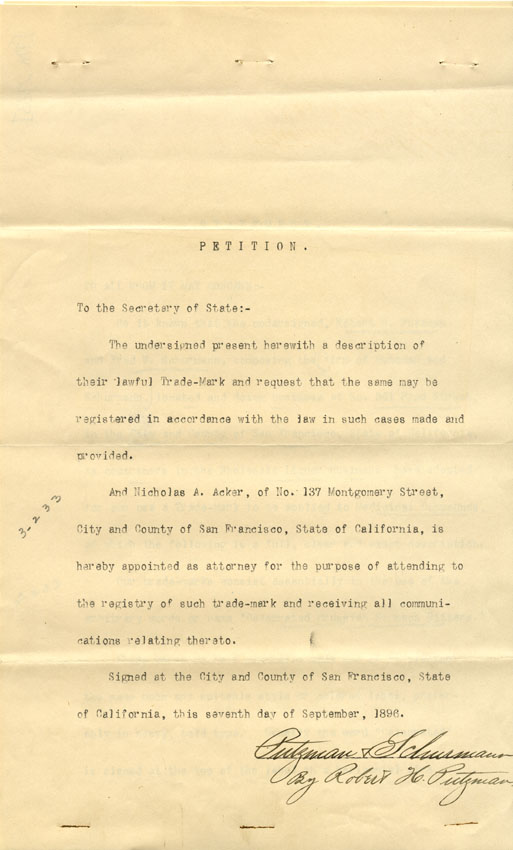 PETITION.
To the Secretary of State:-
The undersigned present herewith a description of
their lawful Trade-Mark and request that the same may be
registered in accordance with the law in such cases made and
provided.
And Nicholas A. Acker, of No. 137 Montgomery Street,
City and County of San Francisco, State of California, is
hereby appointed as attorney for the purpose of attending to
the registry of such trade-mark and receiving all communi-
cations relating thereto.
Signed at the City and County of San Francisco, State
of California, this seventh day of September, 1896.
Putzman & Schurmann
By Robert H. Putzman
3-233